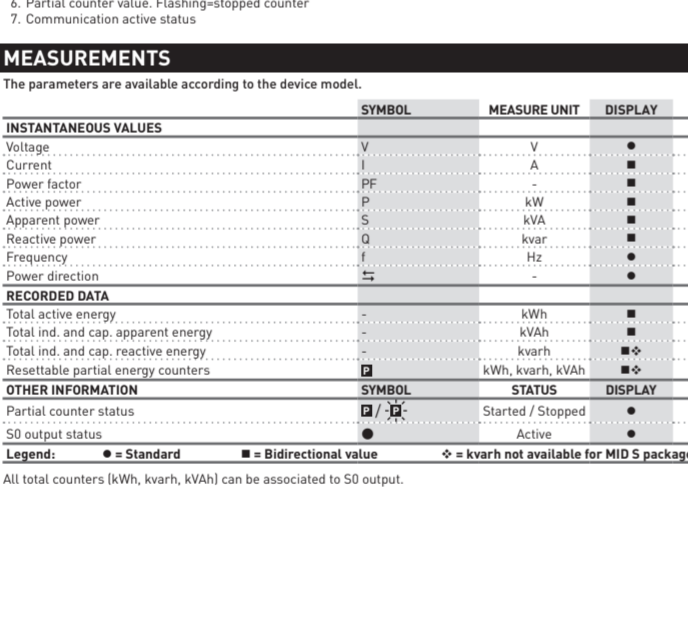 6. Partial counter value. Flashing=stopped counter
7. Communication active status
MEASUREMENTS
The parameters are available according to the device model.
SYMBOL MEASURE UNIT DISPLAY
INSTANTANEOUS VALUES
Voltage V V ●
Current I A ■
Power factor PF - ■
Active power P kW ■
Apparent power S kVA ■
Reactive power Q kvar ■
Frequency f Hz ●
Power direction ⇆ - ●
RECORDED DATA
Total active energy - kWh ■
Total ind. and cap. apparent energy - kVAh ■
Total ind. and cap. reactive energy - kvarh ■❖
Resettable partial energy counters P kWh, kvarh, kVAh ■❖
OTHER INFORMATION SYMBOL STATUS DISPLAY
Partial counter status P / -P- Started / Stopped ●
S0 output status ● Active ●
Legend: ● = Standard ■ = Bidirectional value ❖ = kvarh not available for MID S package
All total counters (kWh, kvarh, kVAh) can be associated to S0 output.